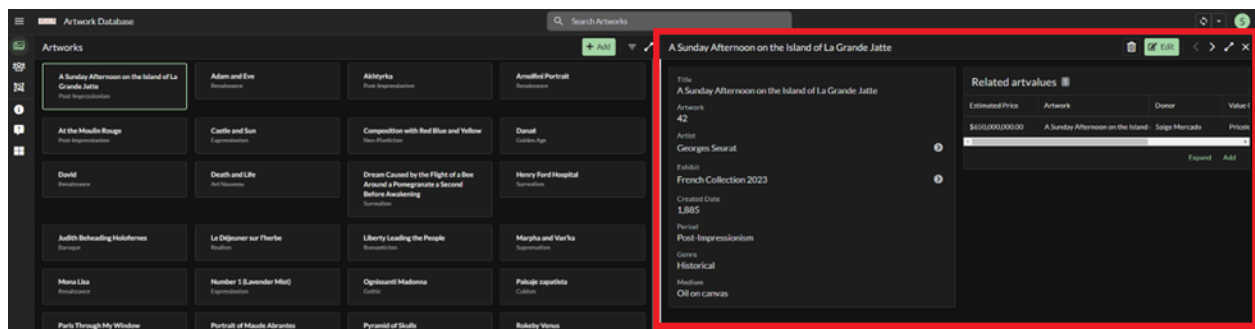 Artwork Database
Search Artworks
S
Artworks
+ Add
A Sunday Afternoon on the Island of La Grande Jatte
Post-Impressionism
Adam and Eve
Renaissance
Akhtyrka
Post-Impressionism
Arnolfini Portrait
Renaissance
At the Moulin Rouge
Post-Impressionism
Castle and Sun
Expressionism
Composition with Red Blue and Yellow
Neo-Plasticism
Danaë
Golden Age
David
Renaissance
Death and Life
Art Nouveau
Dream Caused by the Flight of a Bee
Around a Pomegranate a Second
Before Awakening
Surrealism
Henry Ford Hospital
Surrealism
Judith Beheading Holofernes
Baroque
Le Déjeuner sur l'herbe
Realism
Liberty Leading the People
Romanticism
Marpha and Van'ka
Suprematism
Mona Lisa
Renaissance
Number 1 (Lavender Mist)
Expressionism
Ognissanti Madonna
Gothic
Paisaje zapatista
Cubism
Paris Through My Window
Portrait of Maude Abrantes
Pyramid of Skulls
Rokeby Venus
A Sunday Afternoon on the Island of La Grande Jatte
Edit
Title
A Sunday Afternoon on the Island of La Grande Jatte
Artwork
42
Artist
Georges Seurat
Exhibit
French Collection 2023
Created Date
1,885
Period
Post-Impressionism
Genre
Historical
Medium
Oil on canvas
Related artvalues 1
Estimated Price Artwork Donor Value
$650,000,000.00 A Sunday Afternoon on the Island Saige Mercado
Expand Add